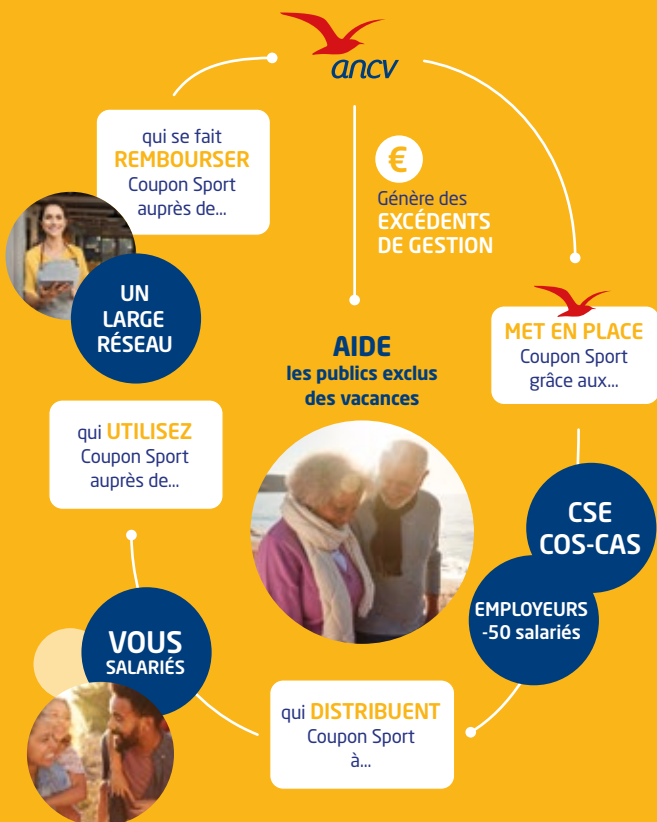 ancv
€
Génère des
EXCÉDENTS
DE GESTION
AIDE
les publics exclus
des vacances
MET EN PLACE
Coupon Sport
grâce aux...
CSE
COS-CAS
EMPLOYEURS
-50 salariés
qui DISTRIBUENT
Coupon Sport
à...
VOUS
SALARIÉS
qui UTILISEZ
Coupon Sport
auprès de...
UN
LARGE
RÉSEAU
qui se fait
REMBOURSER
Coupon Sport
auprès de...